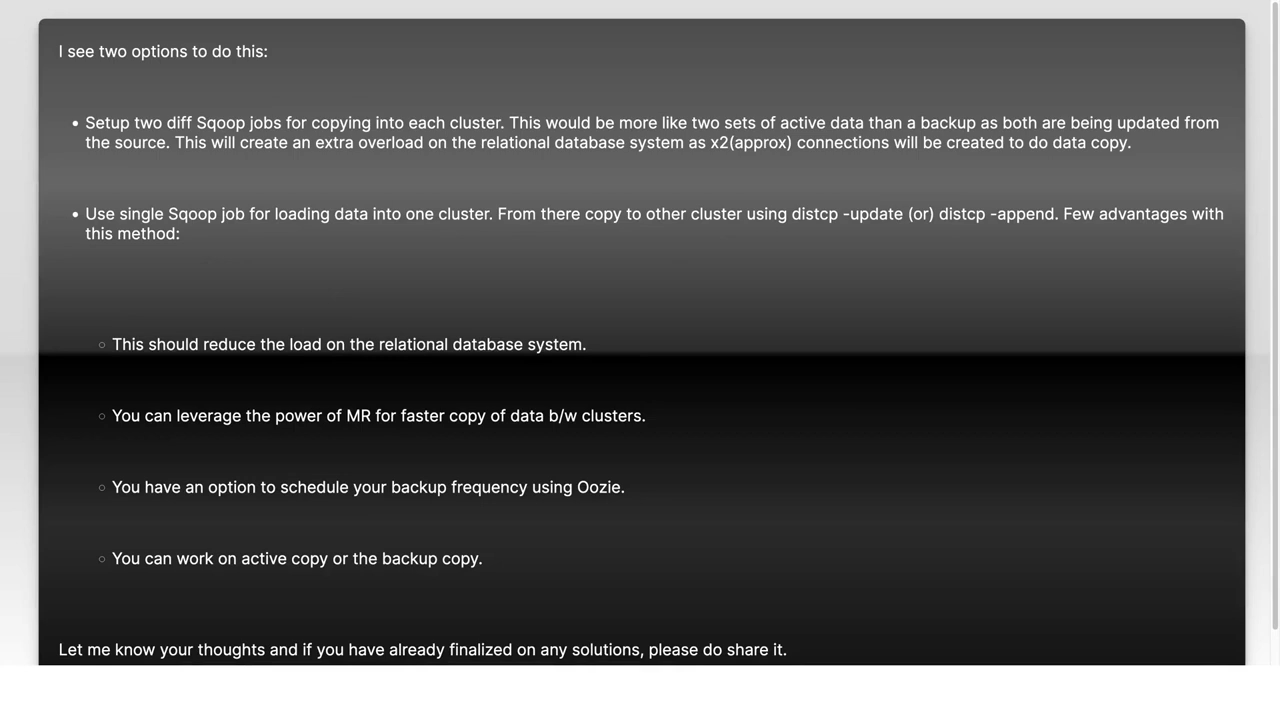 I see two options to do this:
• Setup two diff Sqoop jobs for copying into each cluster. This would be more like two sets of active data than a backup as both are being updated from
the source. This will create an extra overload on the relational database system as x2(approx) connections will be created to do data copy.
• Use single Sqoop job for loading data into one cluster. From there copy to other cluster using distcp -update (or) distcp -append. Few advantages with
this method:
○ This should reduce the load on the relational database system.
○ You can leverage the power of MR for faster copy of data b/w clusters.
○ You have an option to schedule your backup frequency using Oozie.
○ You can work on active copy or the backup copy.
Let me know your thoughts and if you have already finalized on any solutions, please do share it.